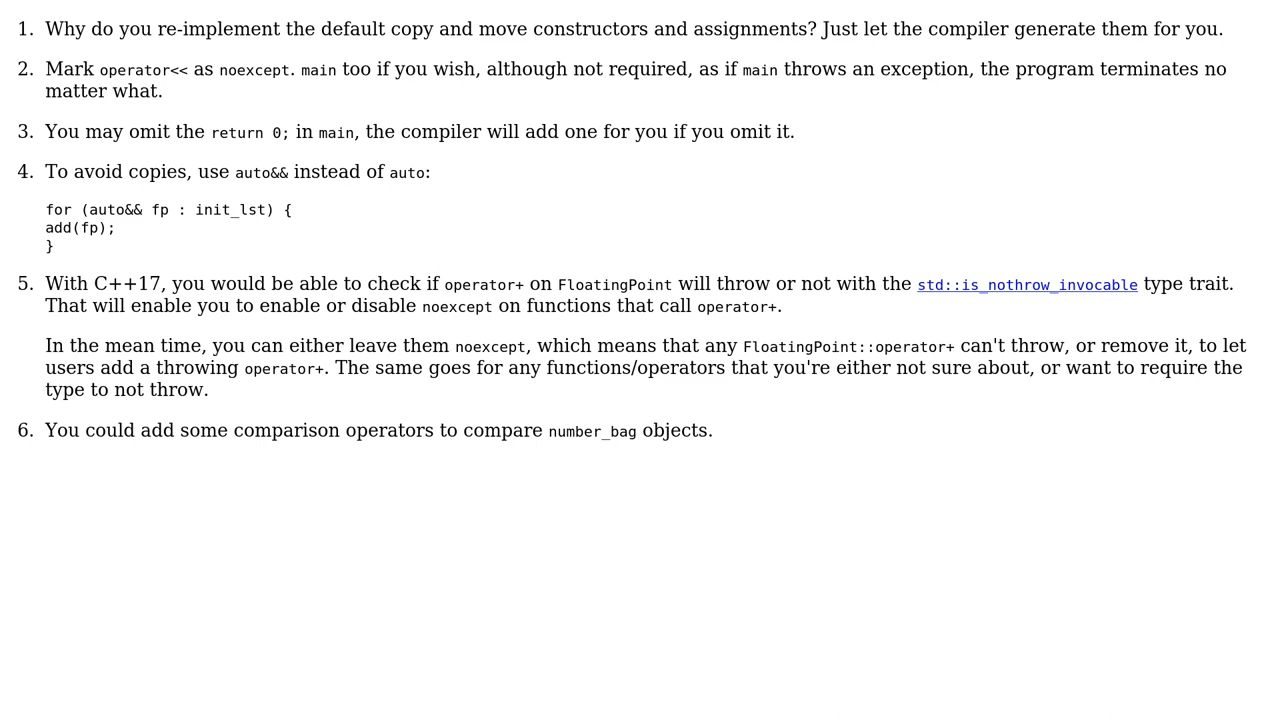 1. Why do you re-implement the default copy and move constructors and assignments? Just let the compiler generate them for you.
2. Mark operator<< as noexcept. main too if you wish, although not required, as if main throws an exception, the program terminates no
matter what.
3. You may omit the return 0; in main, the compiler will add one for you if you omit it.
4. To avoid copies, use auto&& instead of auto:
for (auto&& fp : init_lst) {
add(fp);
}
5. With C++17, you would be able to check if operator+ on FloatingPoint will throw or not with the std::is_nothrow_invocable type trait.
That will enable you to enable or disable noexcept on functions that call operator+.
In the mean time, you can either leave them noexcept, which means that any FloatingPoint::operator+ can't throw, or remove it, to let
users add a throwing operator+. The same goes for any functions/operators that you're either not sure about, or want to require the
type to not throw.
6. You could add some comparison operators to compare number_bag objects.